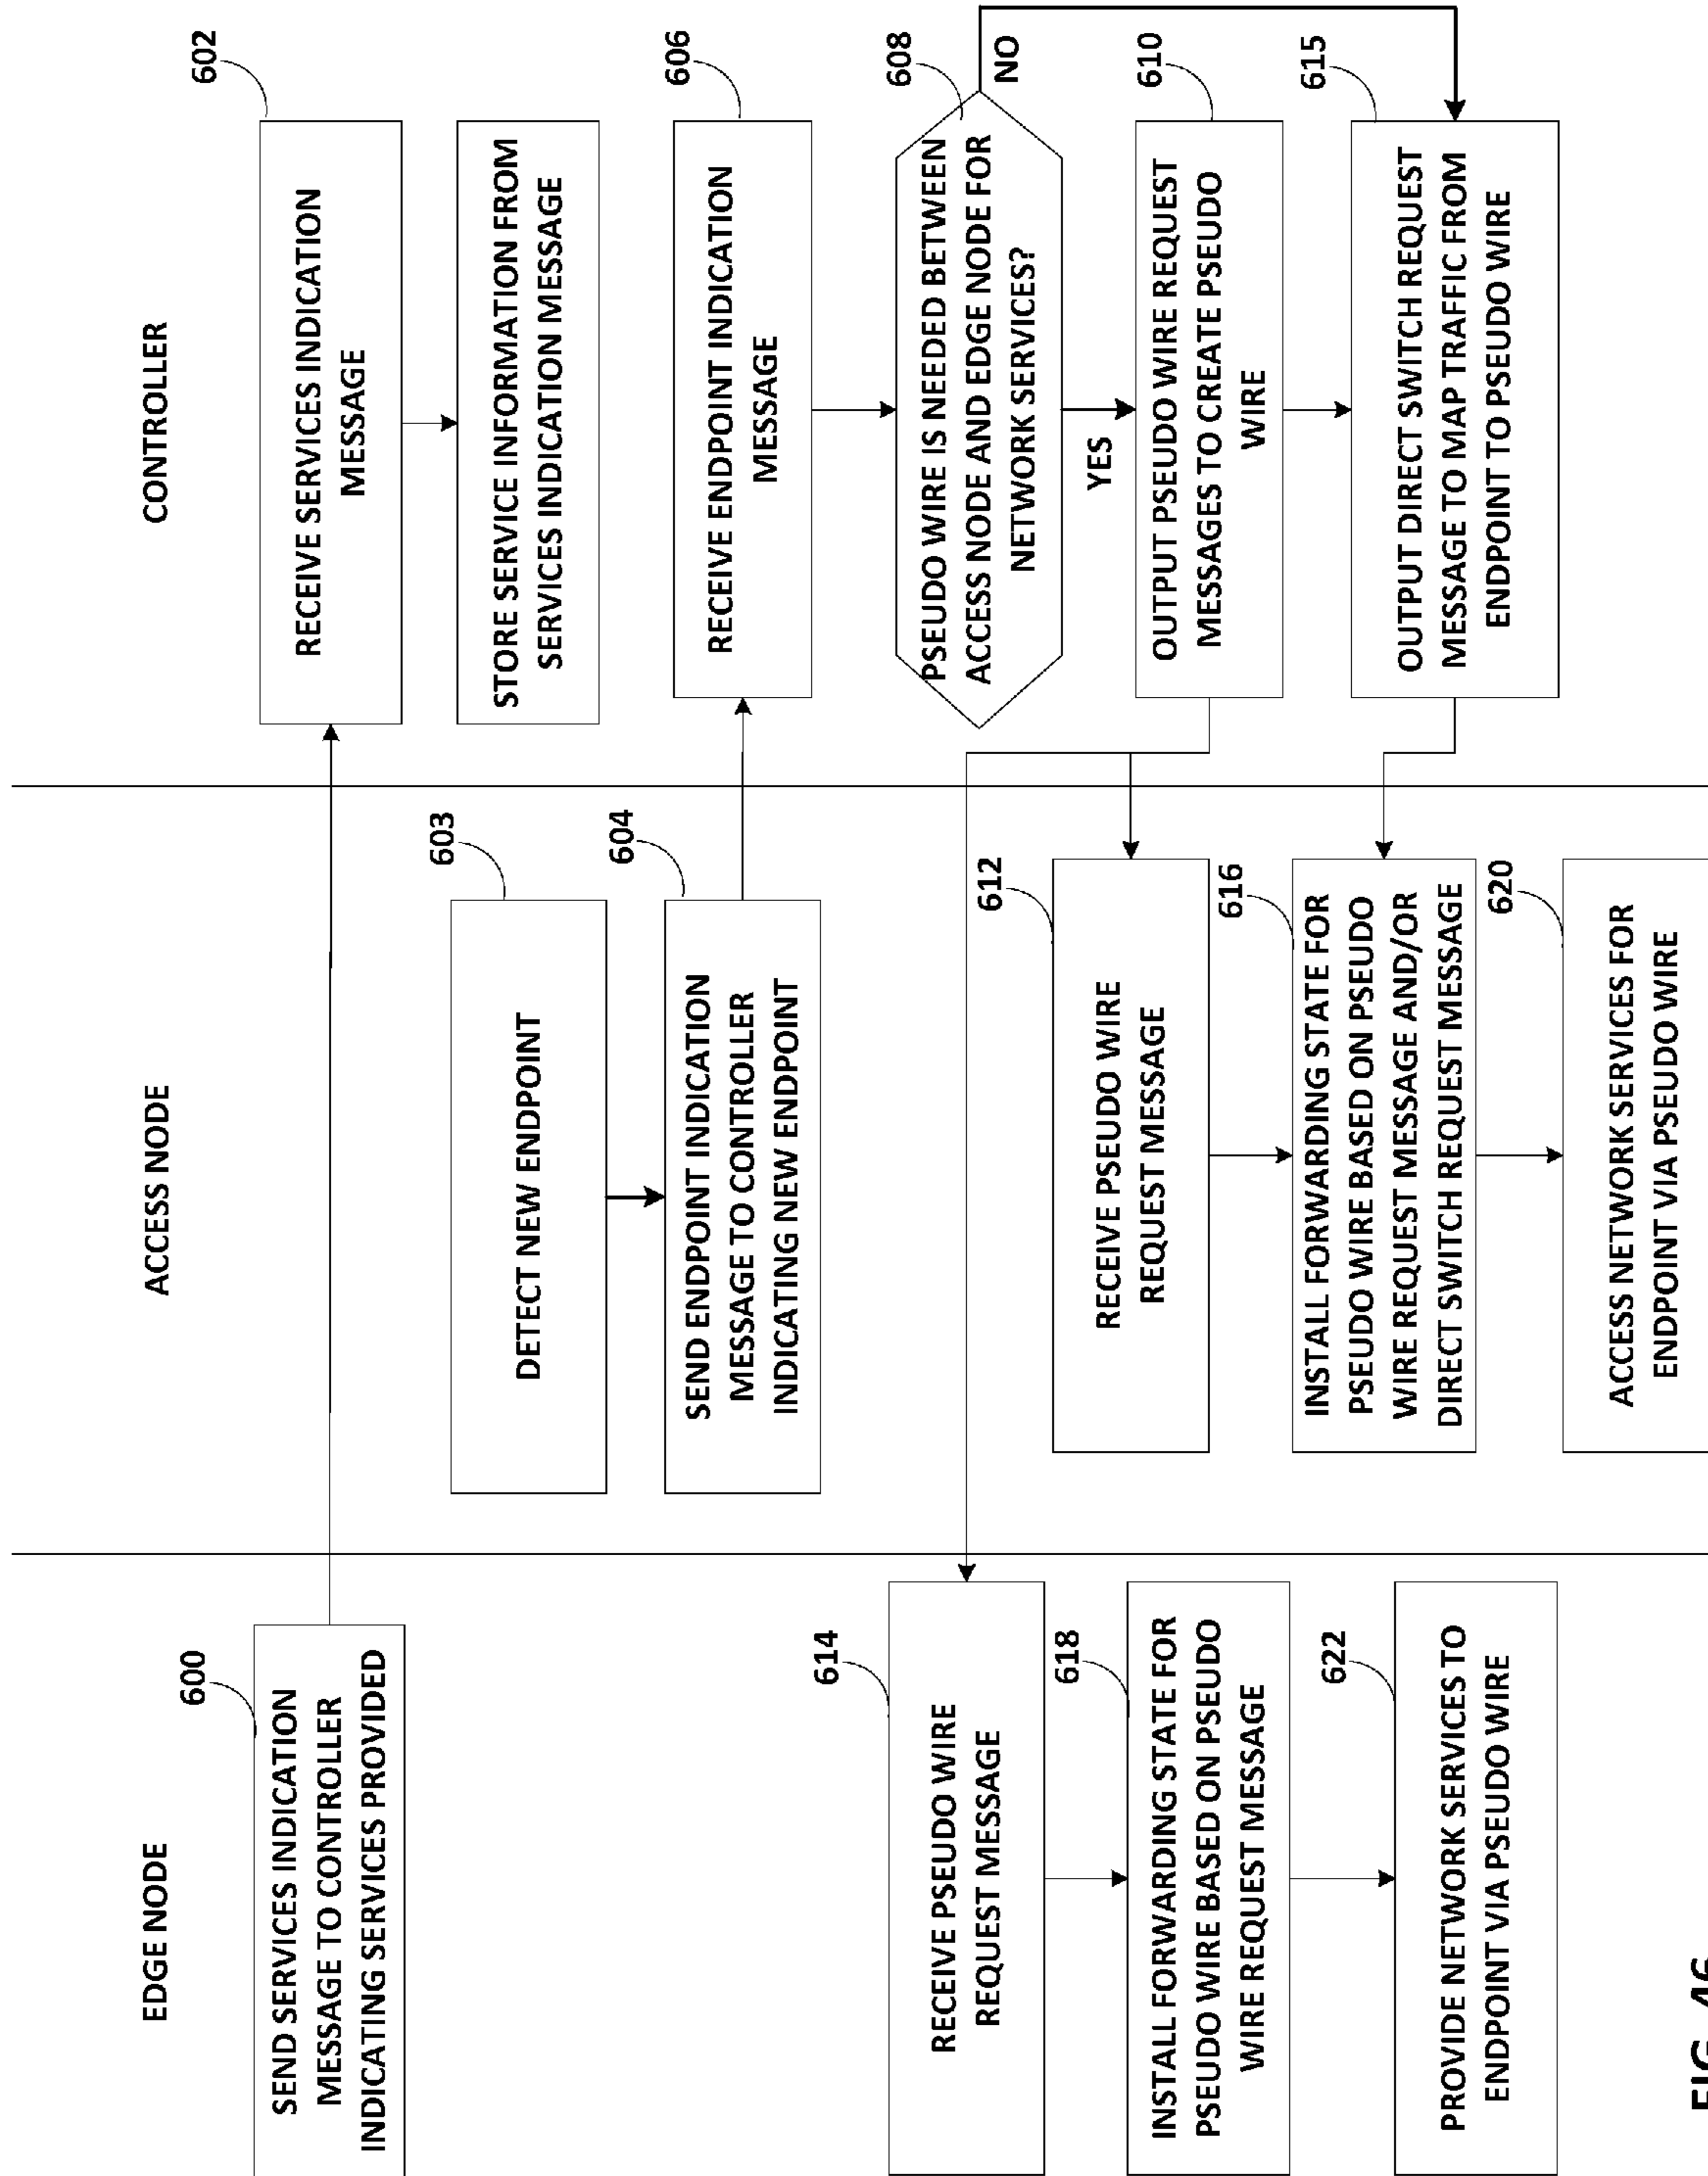 EDGE NODE
ACCESS NODE
CONTROLLER
600
SEND SERVICES INDICATION
MESSAGE TO CONTROLLER
INDICATING SERVICES PROVIDED
602
RECEIVE SERVICES INDICATION
MESSAGE
STORE SERVICE INFORMATION FROM
SERVICES INDICATION MESSAGE
603
DETECT NEW ENDPOINT
604
SEND ENDPOINT INDICATION
MESSAGE TO CONTROLLER
INDICATING NEW ENDPOINT
606
RECEIVE ENDPOINT INDICATION
MESSAGE
608
PSEUDO WIRE IS NEEDED BETWEEN
ACCESS NODE AND EDGE NODE FOR
NETWORK SERVICES?
NO
YES
610
OUTPUT PSEUDO WIRE REQUEST
MESSAGES TO CREATE PSEUDO
WIRE
612
RECEIVE PSEUDO WIRE
REQUEST MESSAGE
614
RECEIVE PSEUDO WIRE
REQUEST MESSAGE
615
OUTPUT DIRECT SWITCH REQUEST
MESSAGE TO MAP TRAFFIC FROM
ENDPOINT TO PSEUDO WIRE
616
INSTALL FORWARDING STATE FOR
PSEUDO WIRE BASED ON PSEUDO
WIRE REQUEST MESSAGE AND/OR
DIRECT SWITCH REQUEST MESSAGE
618
INSTALL FORWARDING STATE FOR
PSEUDO WIRE BASED ON PSEUDO
WIRE REQUEST MESSAGE
620
ACCESS NETWORK SERVICES FOR
ENDPOINT VIA PSEUDO WIRE
622
PROVIDE NETWORK SERVICES TO
ENDPOINT VIA PSEUDO WIRE
FIG. 46